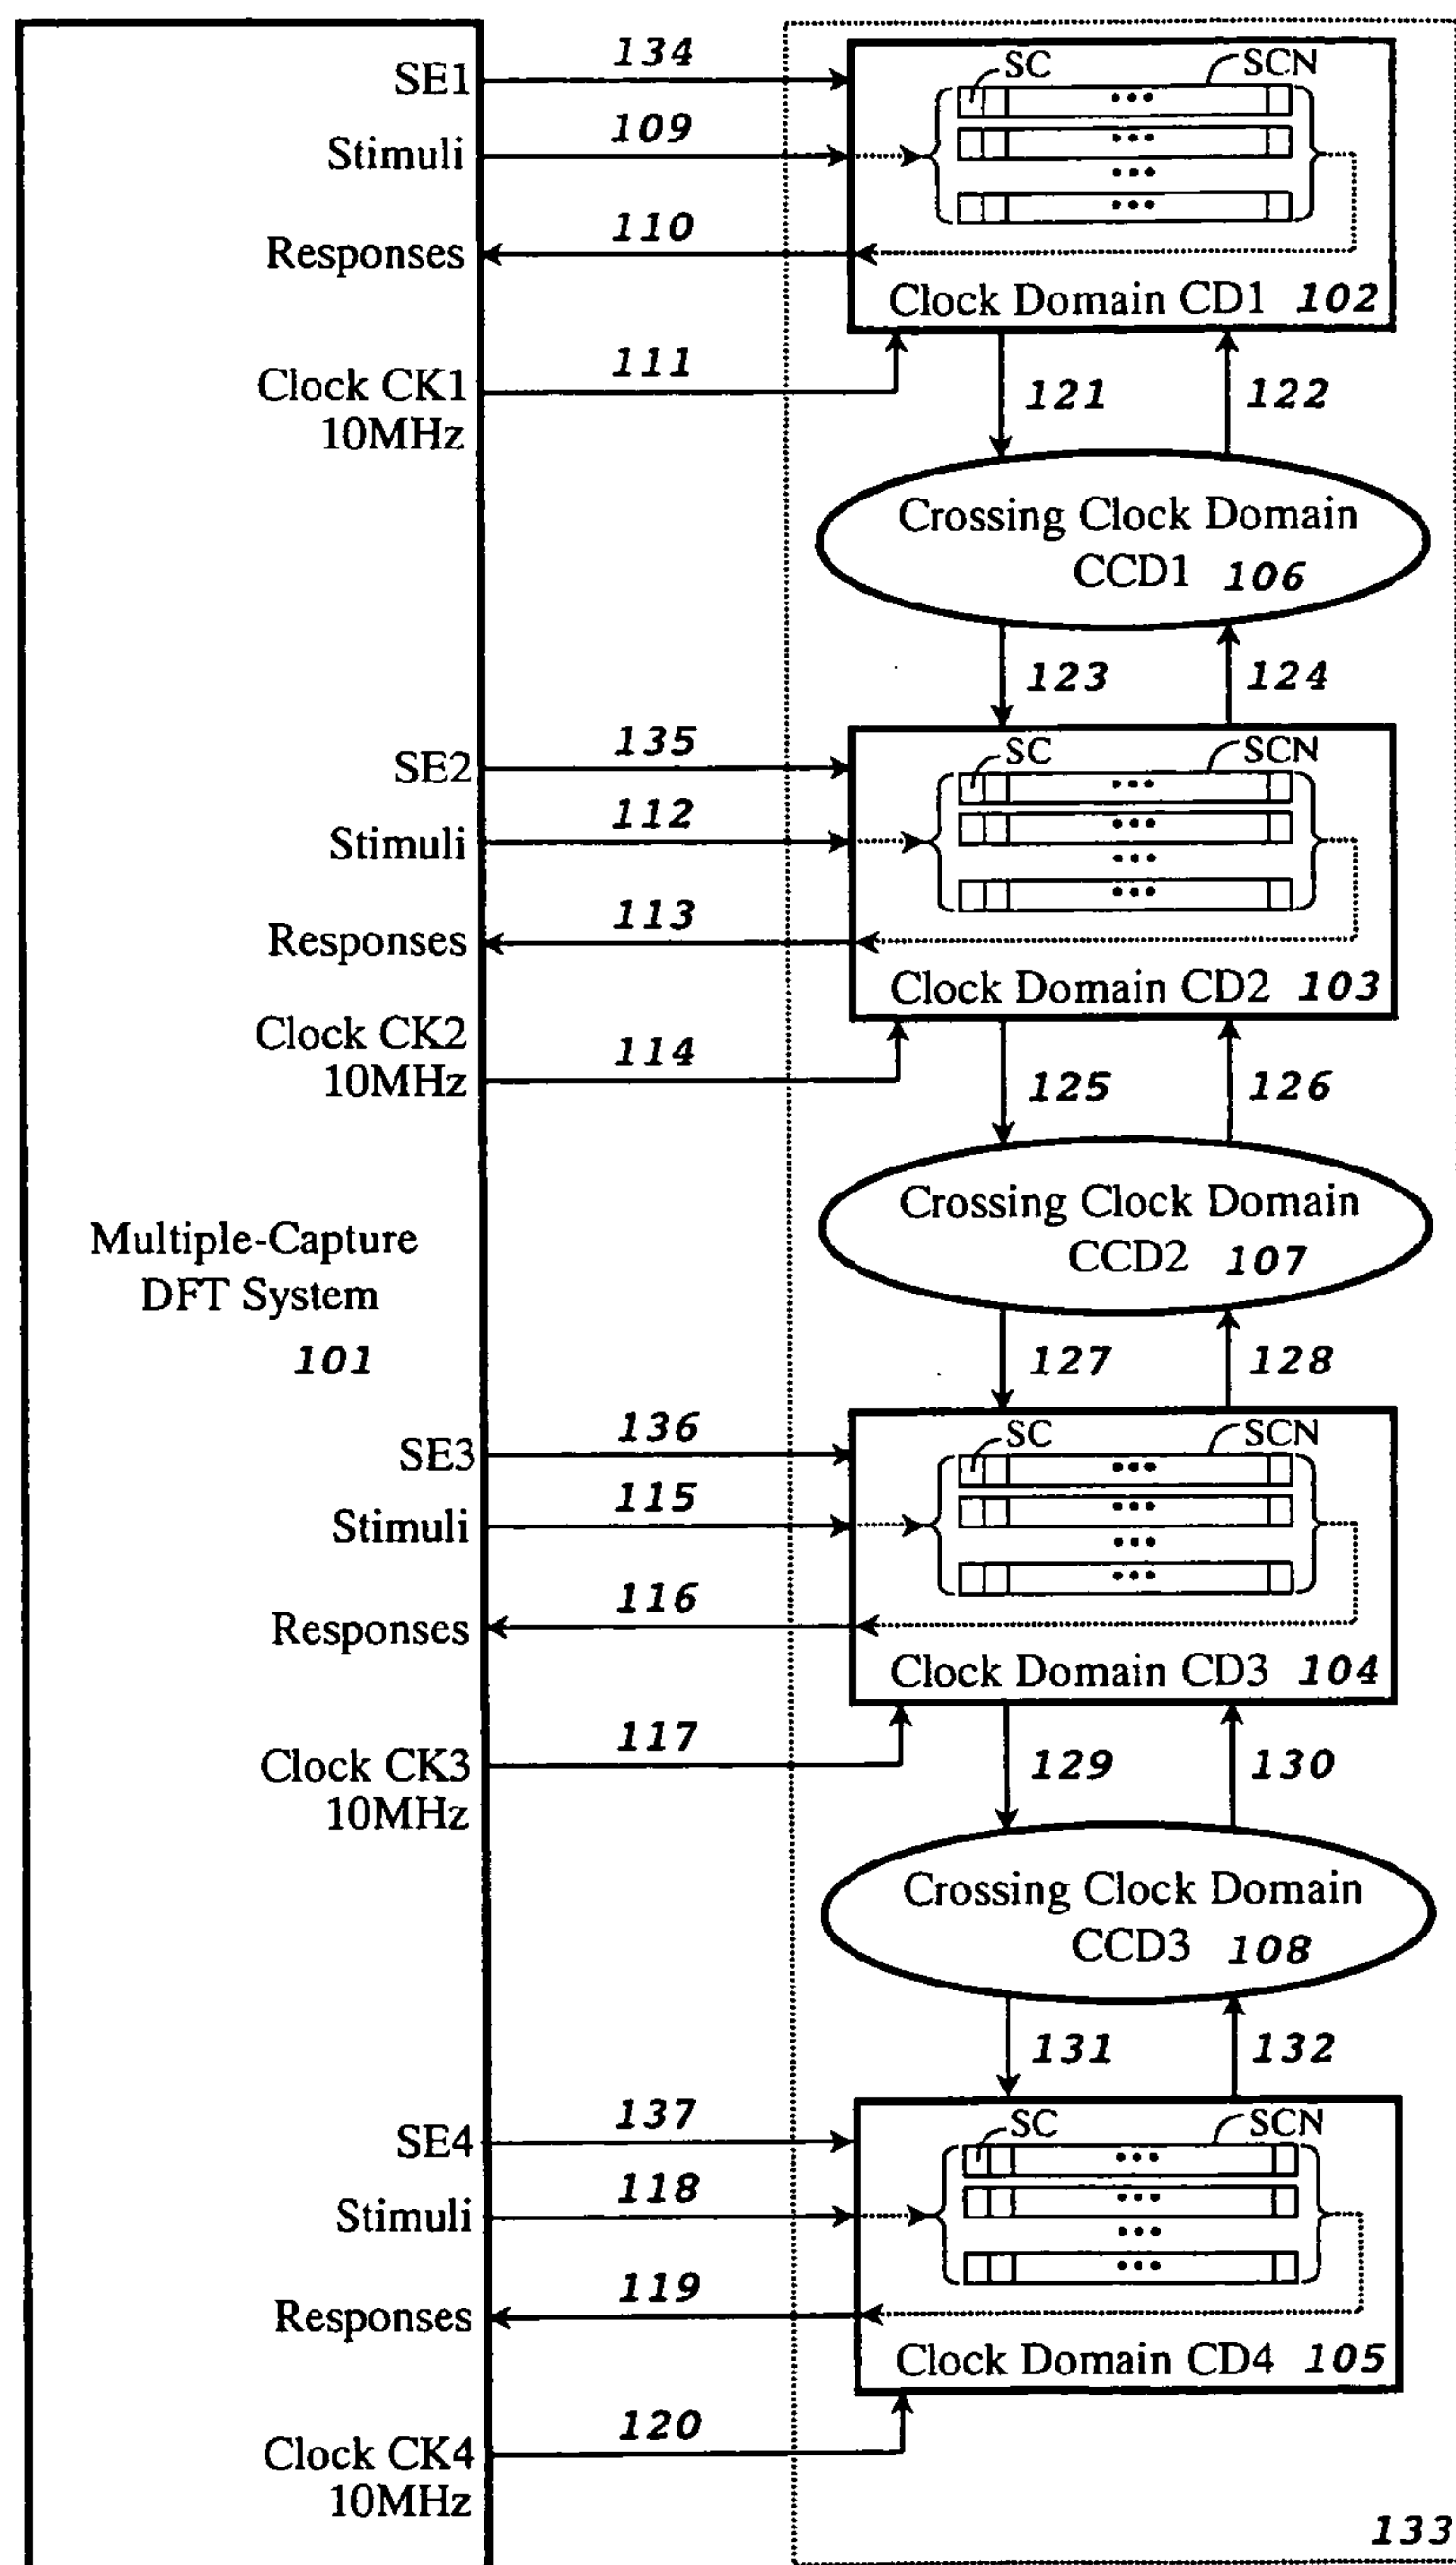 134
SE1
SC
SCN
109
Stimuli
110
Responses
Clock Domain CD1 102
111
Clock CK1
10MHz
121
122
Crossing Clock Domain
CCD1 106
123
124
135
SE2
SC
SCN
112
Stimuli
113
Responses
Clock Domain CD2 103
Clock CK2
10MHz
114
125
126
Crossing Clock Domain
CCD2 107
Multiple-Capture
DFT System
101
127
128
136
SE3
SC
SCN
115
Stimuli
116
Responses
Clock Domain CD3 104
117
Clock CK3
10MHz
129
130
Crossing Clock Domain
CCD3 108
131
132
137
SE4
SC
SCN
118
Stimuli
119
Responses
Clock Domain CD4 105
120
Clock CK4
10MHz
133